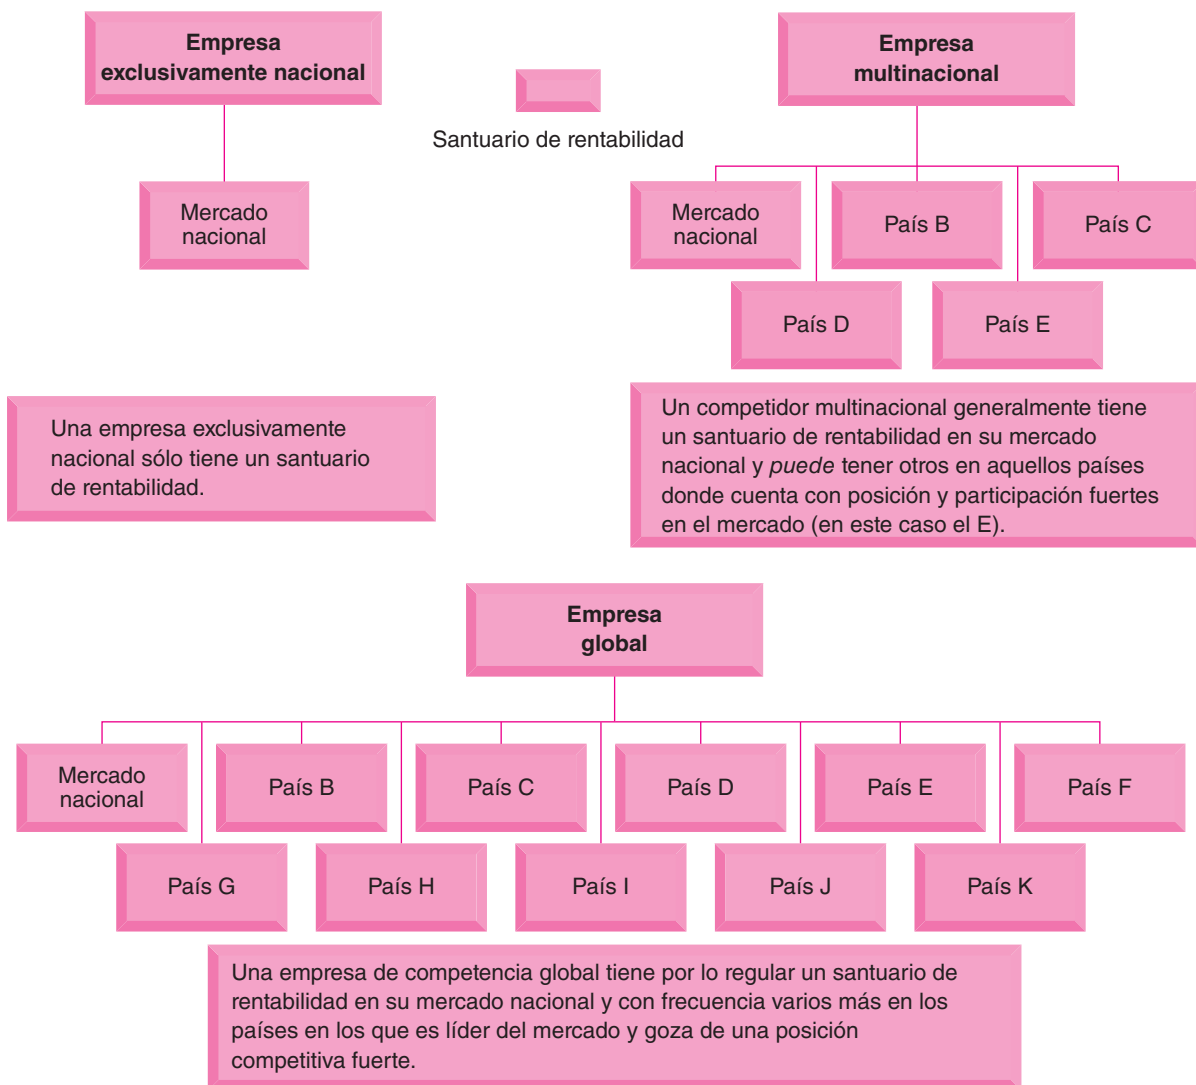 Empresa
exclusivamente nacional
Mercado
nacional
Santuario de rentabilidad
Empresa
multinacional
Mercado
nacional
País B
País C
País D
País E
Una empresa exclusivamente
nacional sólo tiene un santuario
de rentabilidad.
Un competidor multinacional generalmente tiene
un santuario de rentabilidad en su mercado
nacional y puede tener otros en aquellos países
donde cuenta con posición y participación fuertes
en el mercado (en este caso el E).
Empresa
global
Mercado
nacional
País B
País C
País D
País E
País F
País G
País H
País I
País J
País K
Una empresa de competencia global tiene por lo regular un santuario de
rentabilidad en su mercado nacional y con frecuencia varios más en los
países en los que es líder del mercado y goza de una posición
competitiva fuerte.